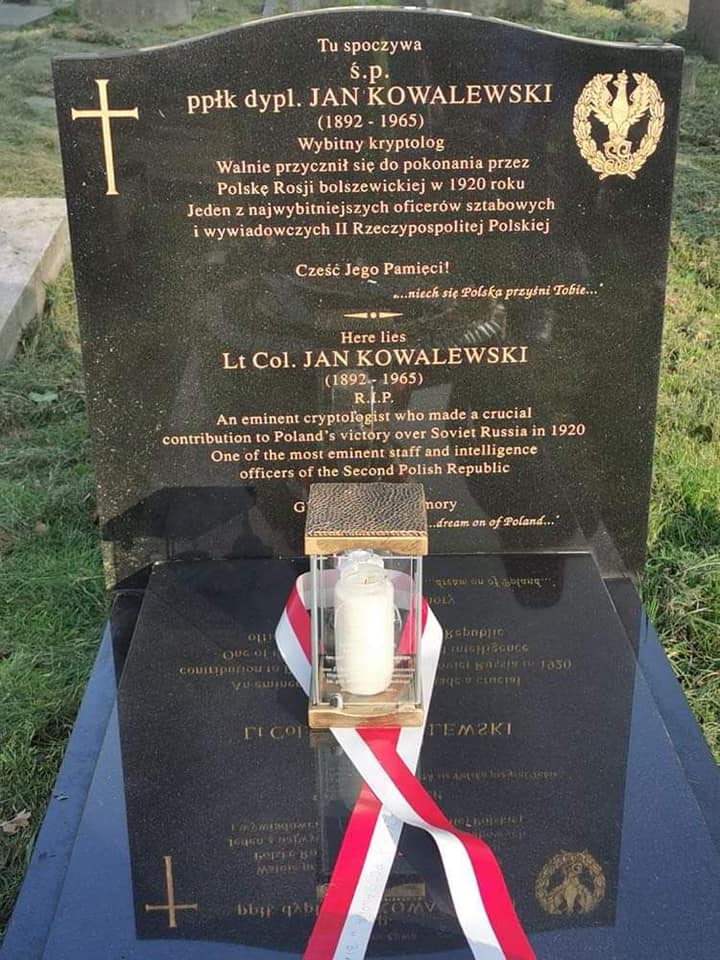 Tu spoczywa
ś.p.
ppłk dypl. JAN KOWALEWSKI
(1892 - 1965)
Wybitny kryptolog
Walnie przycznił się do pokonania przez
Polskę Rosji bolszewickiej w 1920 roku
Jeden z najwybitniejszych oficerów sztabowych
i wywiadowczych II Rzeczypospolitej Polskiej
Cześć Jego Pamięci!
„...niech się Polska przyśni Tobie..."
Here lies
Lt Col. JAN KOWALEWSKI
(1892 - 1965)
R.I.P.
An eminent cryptologist who made a crucial
contribution to Poland's victory over Soviet Russia in 1920
One of the most eminent staff and intelligence
officers of the Second Polish Republic
...dream on of Poland..."